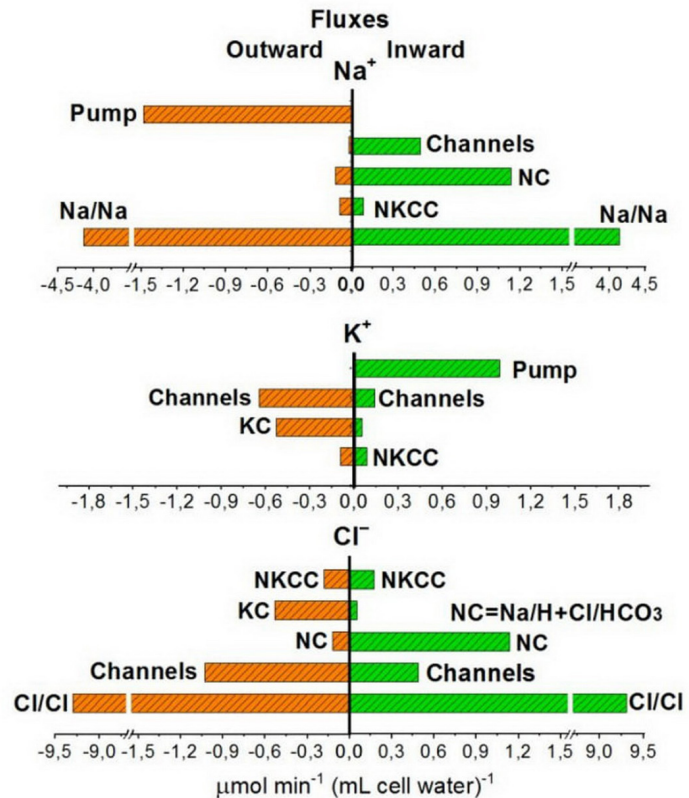 Fluxes
Outward Inward
Na⁺
Pump
Channels
NC
NKCC
Na/Na Na/Na
-4,5 -4,0 -1,5 -1,2 -0,9 -0,6 -0,3 0,0 0,3 0,6 0,9 1,2 1,5 4,0 4,5
K⁺
Pump
Channels Channels
KC
NKCC
-1,8 -1,5 -1,2 -0,9 -0,6 -0,3 0,0 0,3 0,6 0,9 1,2 1,5 1,8
Cl⁻
NKCC NKCC
KC NC=Na/H+Cl/HCO₃
NC NC
Channels Channels
Cl/Cl Cl/Cl
-9,5 -9,0 -1,5 -1,2 -0,9 -0,6 -0,3 0,0 0,3 0,6 0,9 1,2 1,5 9,0 9,5
μmol min⁻¹ (mL cell water)⁻¹